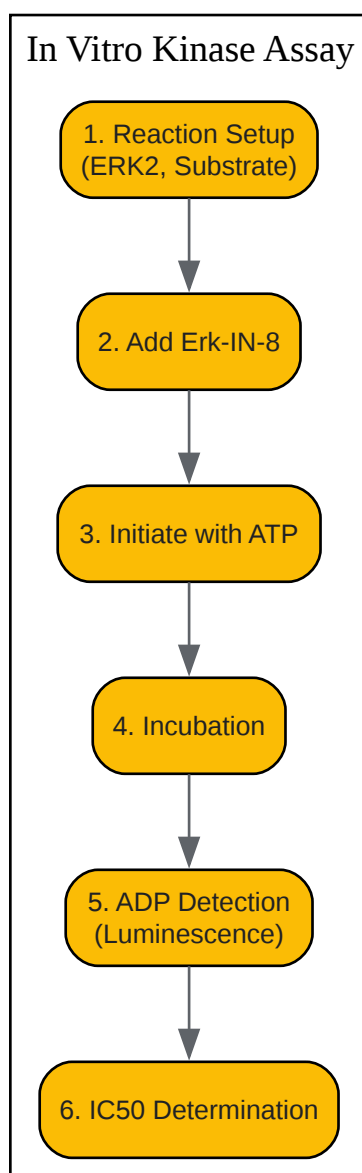 In Vitro Kinase Assay
1. Reaction Setup
(ERK2, Substrate)
2. Add Erk-IN-8
3. Initiate with ATP
4. Incubation
5. ADP Detection
(Luminescence)
6. IC50 Determination